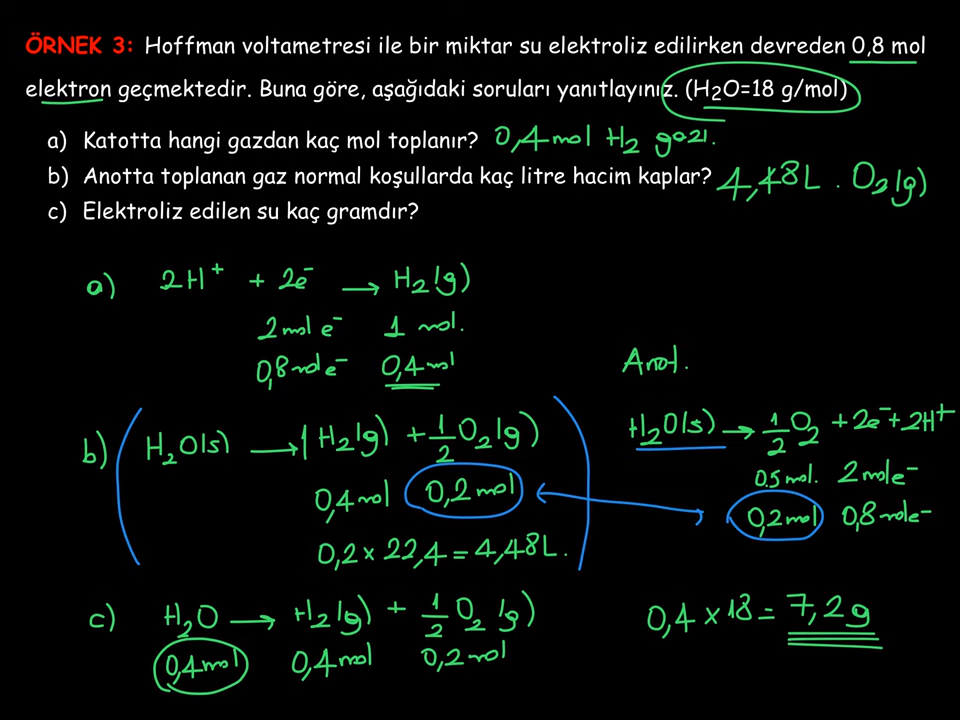 ÖRNEK 3: Hoffman voltametresi ile bir miktar su elektroliz edilirken devreden 0,8 mol
elektron geçmektedir. Buna göre, aşağıdaki soruları yanıtlayınız. (H₂O=18 g/mol)
a) Katotta hangi gazdan kaç mol toplanır? 0,4 mol H₂ gazı.
b) Anotta toplanan gaz normal koşullarda kaç litre hacim kaplar? 4,48 L . O₂(g)
c) Elektroliz edilen su kaç gramdır?
a) 2H⁺ + 2e⁻ → H₂(g)
2 mol e⁻ 1 mol.
0,8 mol e⁻ 0,4 mol
b) H₂O(s) → H₂(g) + 1/2 O₂(g)
0,4 mol 0,2 mol
0,2 × 22,4 = 4,48 L.
Anot.
H₂O(s) → 1/2 O₂ + 2e⁻ + 2H⁺
0.5 mol. 2 mol e⁻
0,2 mol 0,8 mol e⁻
c) H₂O → H₂(g) + 1/2 O₂(g)
0,4 mol 0,4 mol 0,2 mol
0,4 × 18 = 7,2 g